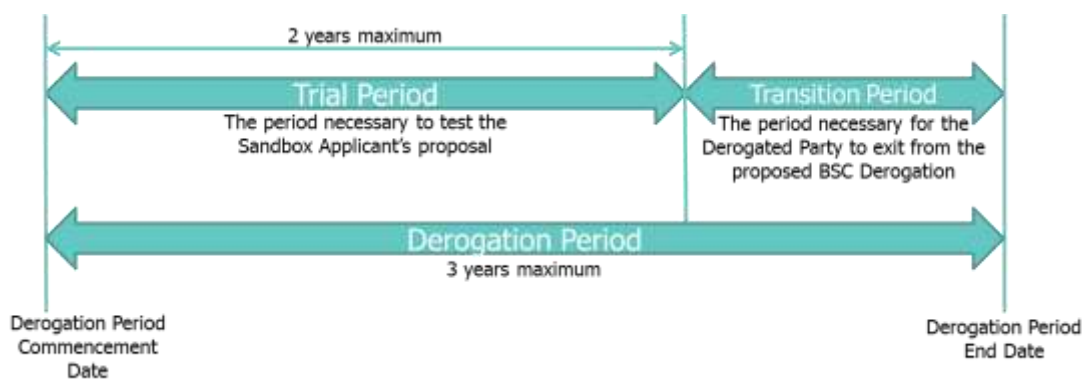 2 years maximum
Trial Period
The period necessary to test the
Sandbox Applicant's proposal
Transition Period
The period necessary for the
Derogated Party to exit from the
proposed BSC Derogation
Derogation Period
3 years maximum
Derogation Period
Commencement
Date
Derogation Period
End Date